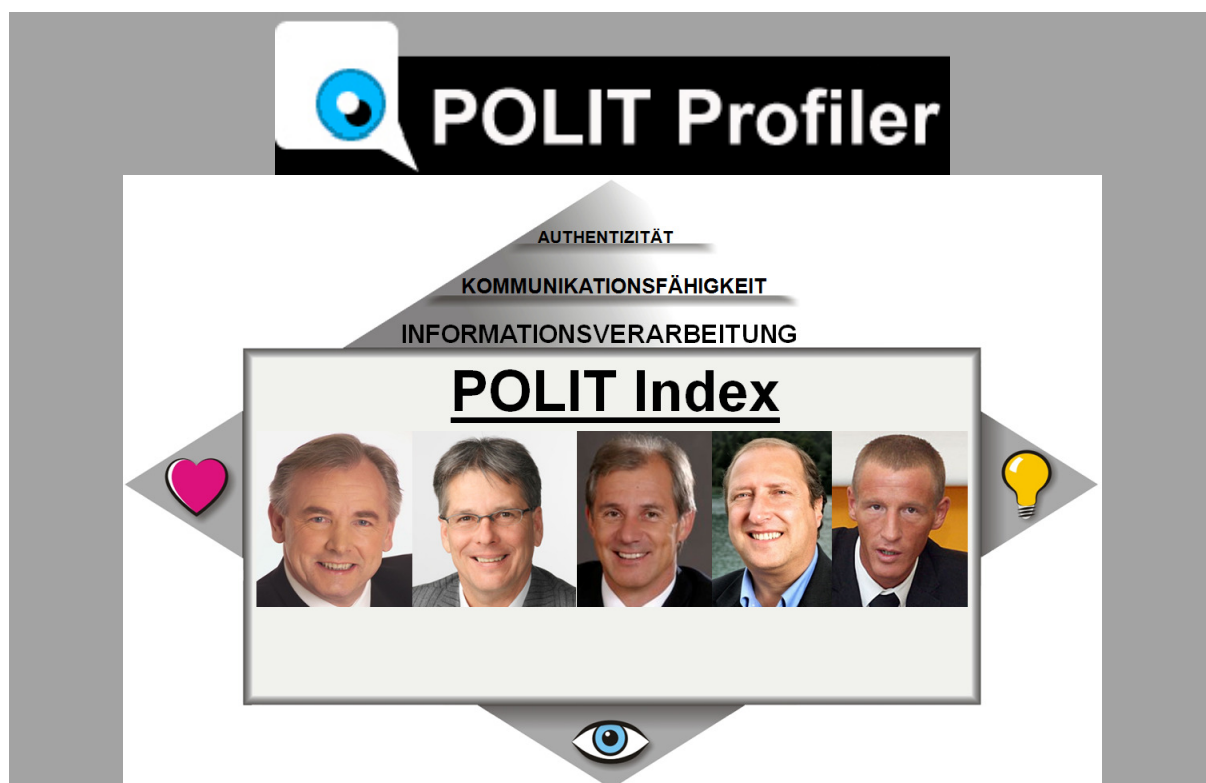 POLIT Profiler
AUTHENTIZITÄT
KOMMUNIKATIONSFÄHIGKEIT
INFORMATIONSVERARBEITUNG
POLIT Index